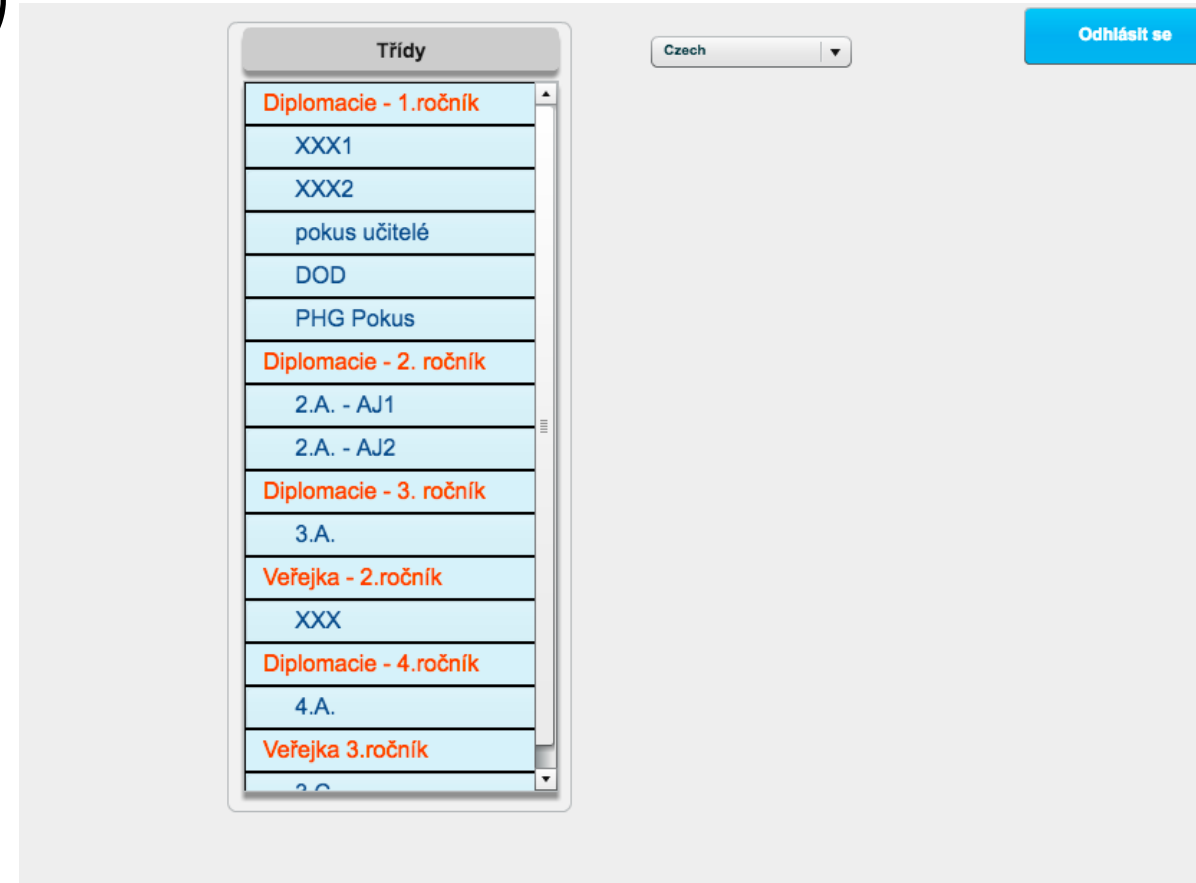 Třídy
Czech
Odhlásit se
Diplomacie - 1.ročník
XXX1
XXX2
pokus učitelé
DOD
PHG Pokus
Diplomacie - 2. ročník
2.A. - AJ1
2.A. - AJ2
Diplomacie - 3. ročník
3.A.
Veřejka - 2.ročník
XXX
Diplomacie - 4.ročník
4.A.
Veřejka 3.ročník